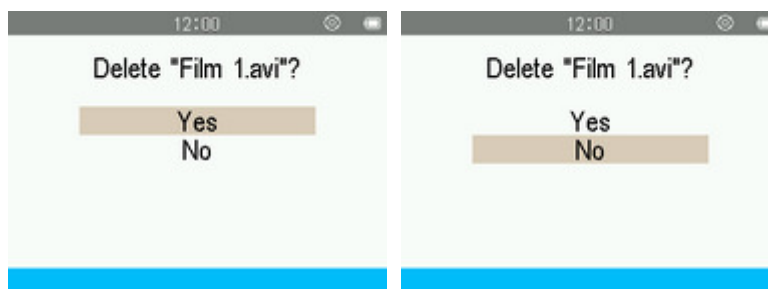 12:00
Delete "Film 1.avi"?
Yes
No
12:00
Delete "Film 1.avi"?
Yes
No